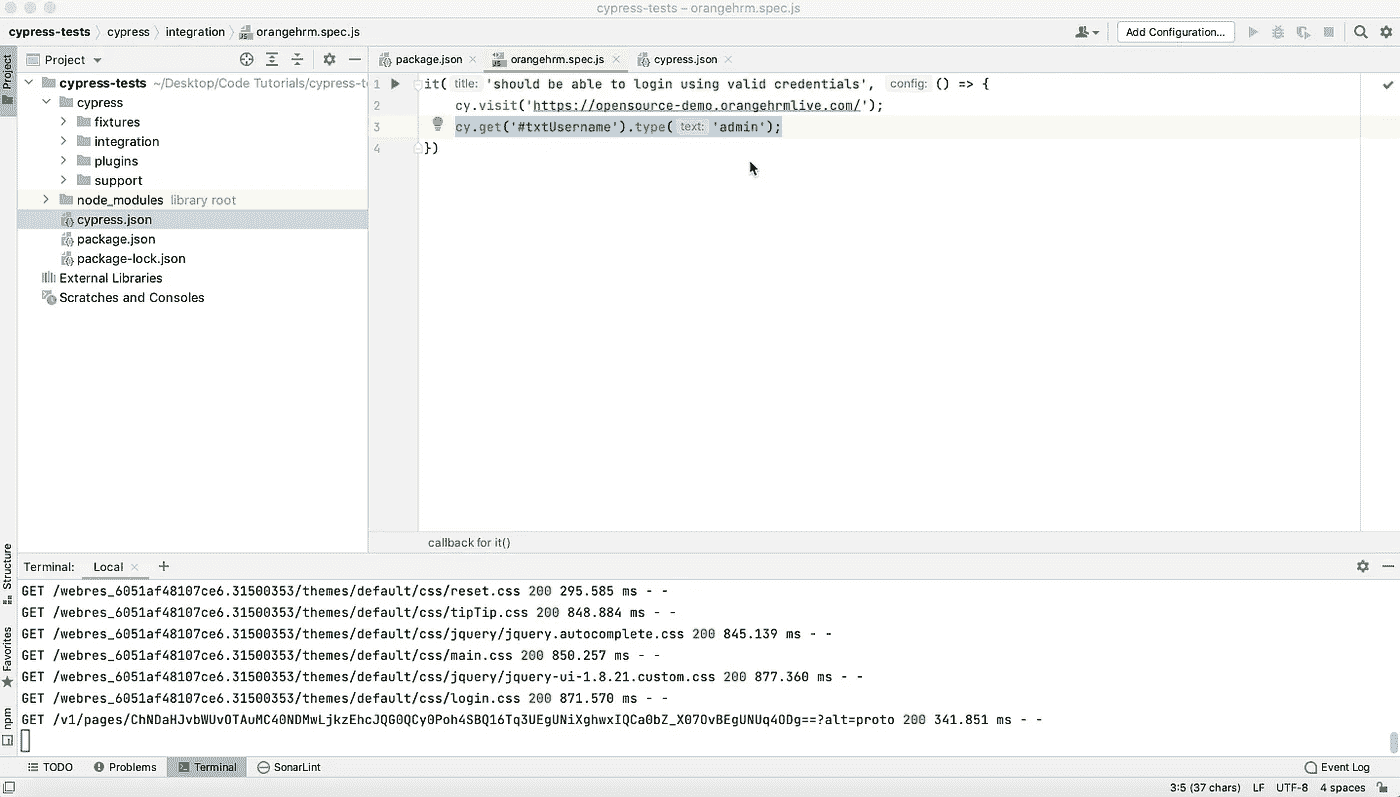 cypress-tests – orangehrm.spec.js
cypress-tests cypress integration orangehrm.spec.js Add Configuration...
Project
Project
package.json orangehrm.spec.js cypress.json
cypress-tests ~/Desktop/Code Tutorials/cypress-t
cypress
fixtures
integration
plugins
support
node_modules library root
cypress.json
package.json
package-lock.json
External Libraries
Scratches and Consoles
1 it( title: 'should be able to login using valid credentials', config: () => {
2 cy.visit('https://opensource-demo.orangehrmlive.com/');
3 cy.get('#txtUsername').type( text: 'admin');
4 })
callback for it()
Structure
Favorites
npm
Terminal: Local
GET /webres_6051af48107ce6.31500353/themes/default/css/reset.css 200 295.585 ms - -
GET /webres_6051af48107ce6.31500353/themes/default/css/tipTip.css 200 848.884 ms - -
GET /webres_6051af48107ce6.31500353/themes/default/css/jquery/jquery.autocomplete.css 200 845.139 ms - -
GET /webres_6051af48107ce6.31500353/themes/default/css/main.css 200 850.257 ms - -
GET /webres_6051af48107ce6.31500353/themes/default/css/jquery/jquery-ui-1.8.21.custom.css 200 877.360 ms - -
GET /webres_6051af48107ce6.31500353/themes/default/css/login.css 200 871.570 ms - -
GET /v1/pages/ChNDaHJvbWUvOTAuMC40NDMwLjkzEhcJQG0QCy0Poh4SBQ16Tq3UEgUNiXghwxIQCa0bZ_X07OvBEgUNUq4ODg==?alt=proto 200 341.851 ms - -
TODO Problems Terminal SonarLint Event Log
3:5 (37 chars) LF UTF-8 4 spaces